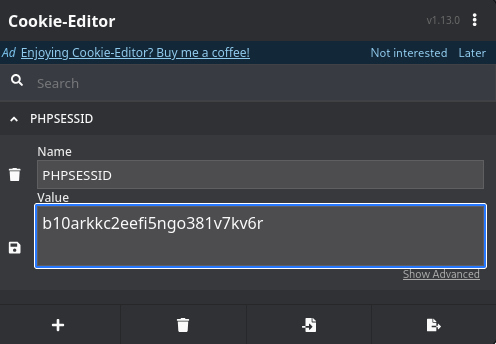 Cookie-Editor
v1.13.0
Ad Enjoying Cookie-Editor? Buy me a coffee! Not interested Later
Search
PHPSESSID
Name
PHPSESSID
Value
b10arkkc2eefi5ngo381v7kv6r
Show Advanced